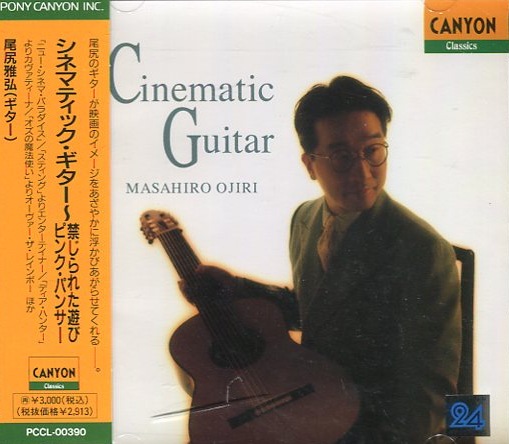 PONY CANYON INC.
尾尻のギターが映画のイメージをあざやかに浮かびあがらせてくれる――。
シネマティック・ギター〜禁じられた遊び
ピンク・パンサー
「ニュー・シネマ・パラダイス」/「スティング」よりエンターテイナー/「ディア・ハンター」
よりカヴァティーナ/「オズの魔法使い」よりオーヴァー・ザ・レインボー ほか
尾尻雅弘(ギター)
CANYON
Classics
¥3,000(税込)
(税抜価格¥2,913)
PCCL-00390
Cinematic
Guitar
MASAHIRO OJIRI
CANYON
Classics
24